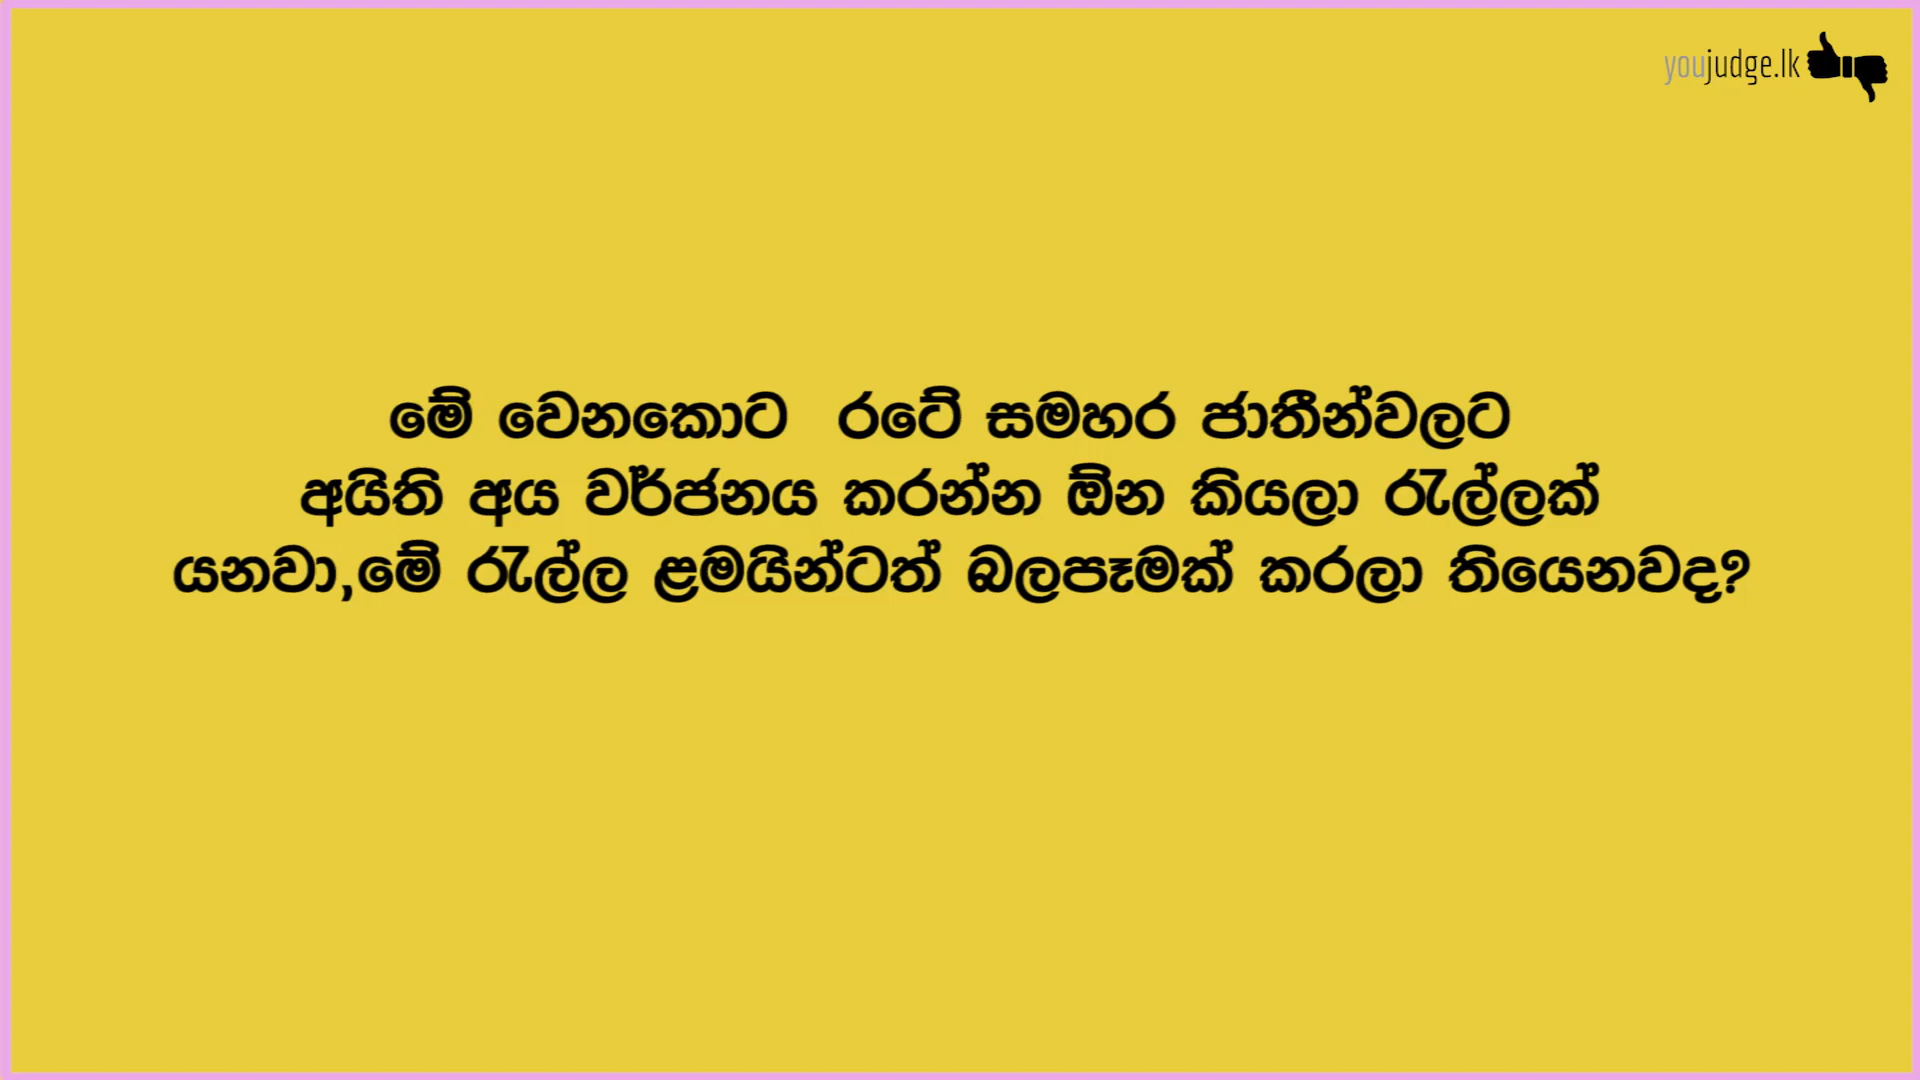 youjudge.lk
මේ වෙනකොට රටේ සමහර ජාතීන්වලට
අයිති අය වර්ජනය කරන්න ඕන කියලා රැල්ලක්
යනවා,මේ රැල්ල ළමයින්ටත් බලපෑමක් කරලා තියෙනවද?